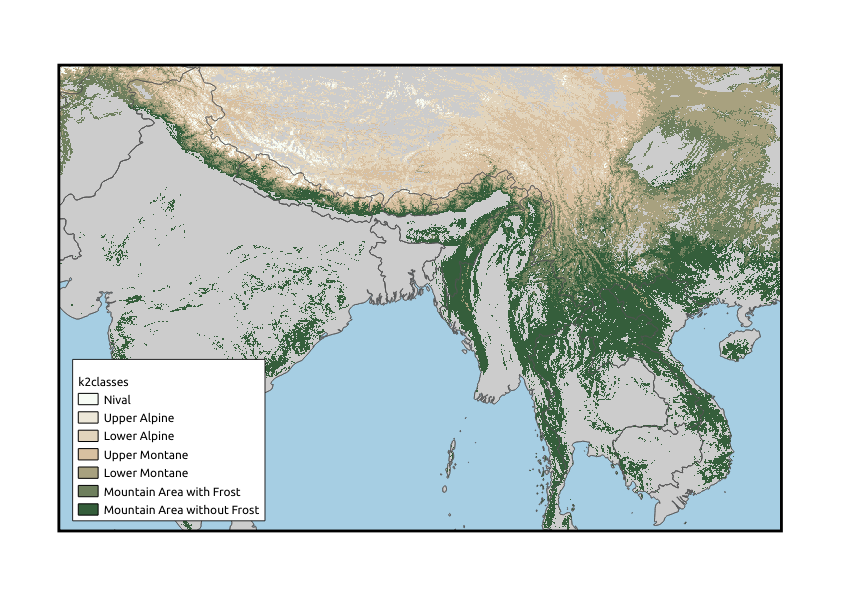 k2classes
Nival
Upper Alpine
Lower Alpine
Upper Montane
Lower Montane
Mountain Area with Frost
Mountain Area without Frost